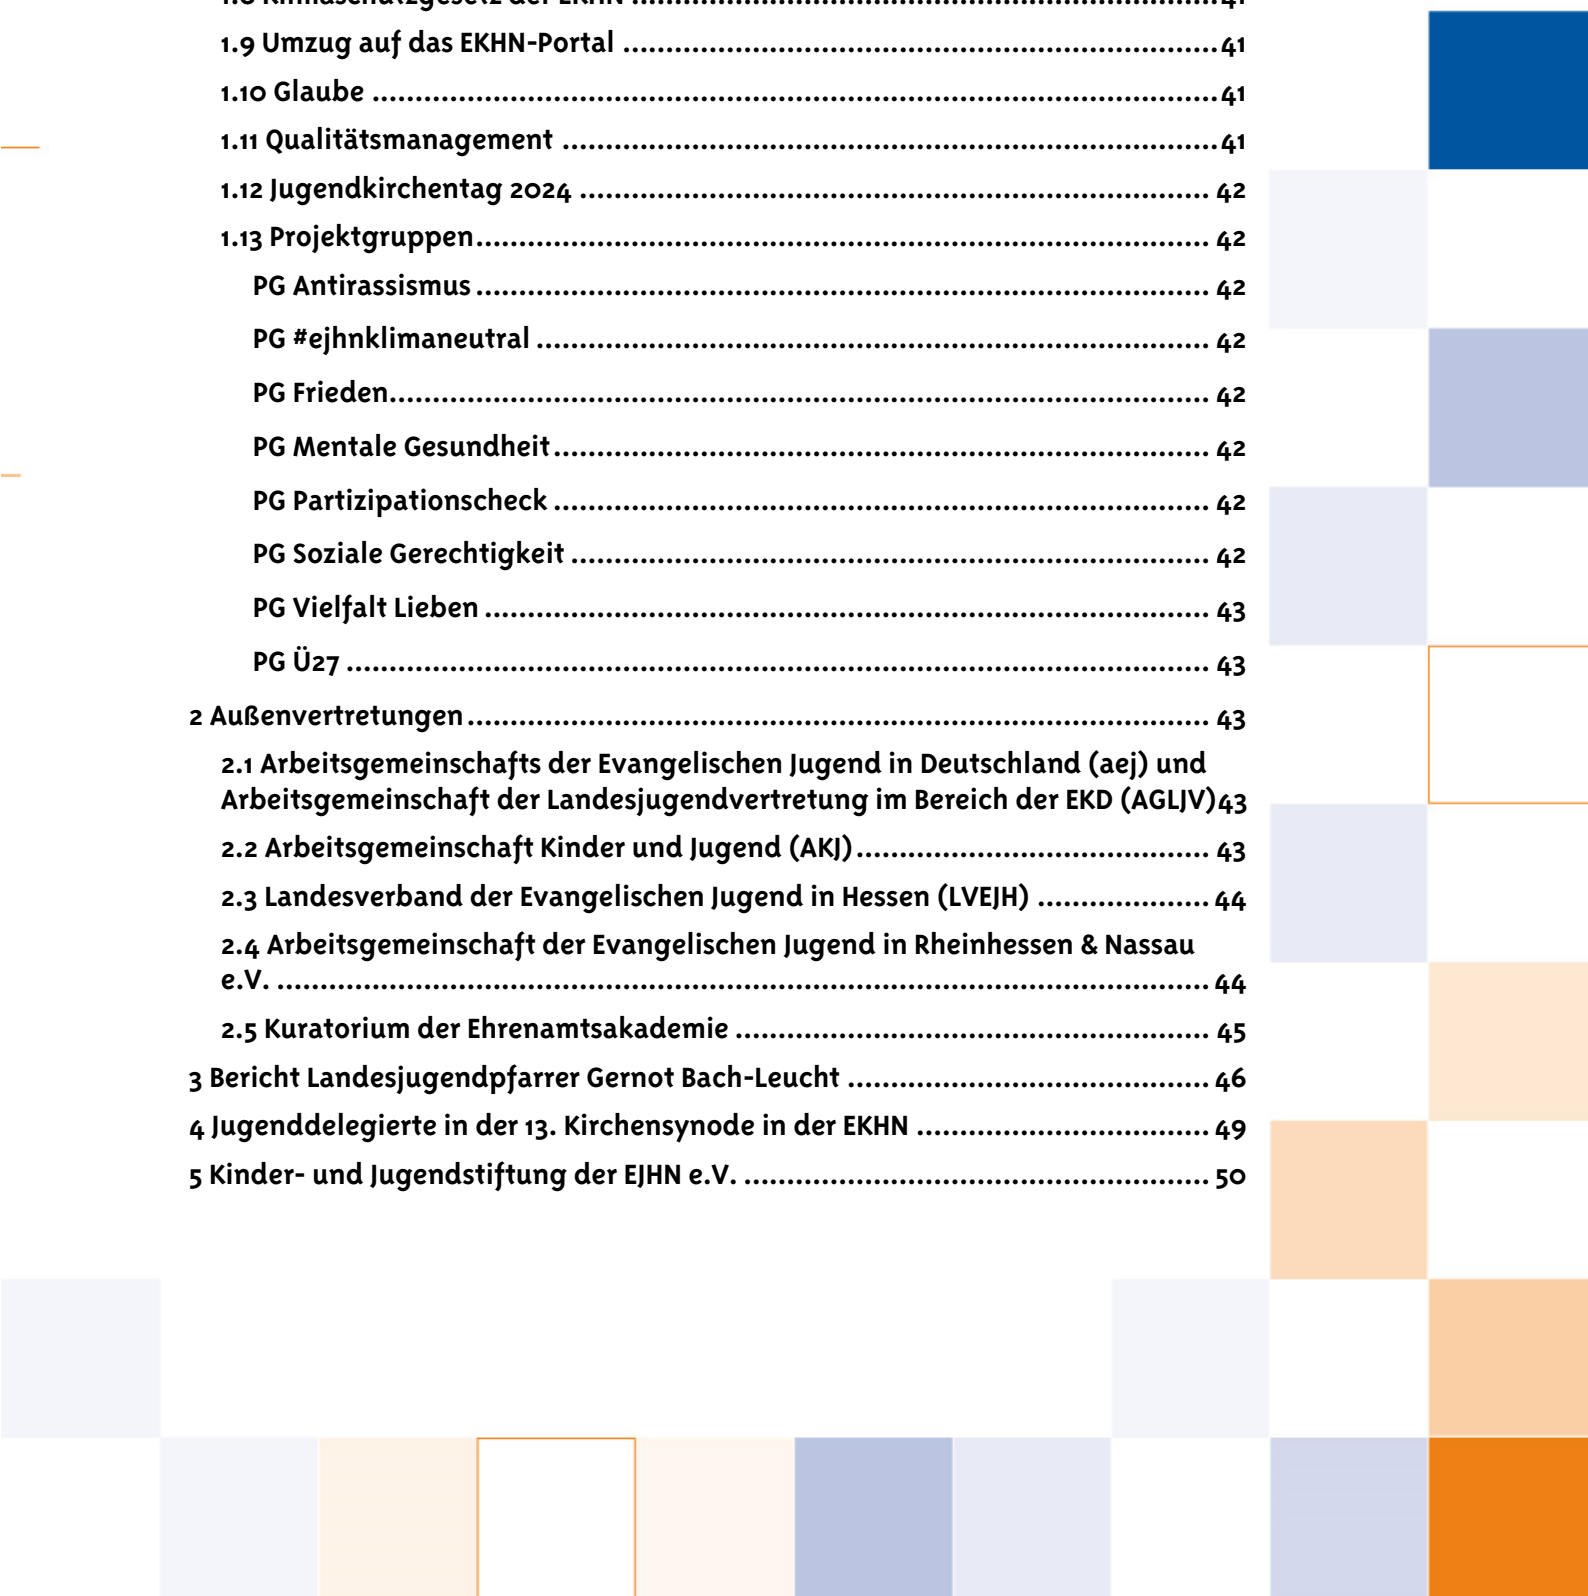 1.8 Klimaschutzgesetz der EKHN ........................................................................ 41
1.9 Umzug auf das EKHN-Portal ........................................................................ 41
1.10 Glaube ........................................................................ 41
1.11 Qualitätsmanagement ........................................................................ 41
1.12 Jugendkirchentag 2024 ........................................................................ 42
1.13 Projektgruppen ........................................................................ 42
PG Antirassismus ........................................................................ 42
PG #ejhnklimaneutral ........................................................................ 42
PG Frieden ........................................................................ 42
PG Mentale Gesundheit ........................................................................ 42
PG Partizipationscheck ........................................................................ 42
PG Soziale Gerechtigkeit ........................................................................ 42
PG Vielfalt Lieben ........................................................................ 43
PG Ü27 ........................................................................ 43
2 Außenvertretungen ........................................................................ 43
2.1 Arbeitsgemeinschafts der Evangelischen Jugend in Deutschland (aej) und
Arbeitsgemeinschaft der Landesjugendvertretung im Bereich der EKD (AGLJV)43
2.2 Arbeitsgemeinschaft Kinder und Jugend (AKJ) .......................................... 43
2.3 Landesverband der Evangelischen Jugend in Hessen (LVEJH) .................... 44
2.4 Arbeitsgemeinschaft der Evangelischen Jugend in Rheinhessen & Nassau
e.V. ........................................................................ 44
2.5 Kuratorium der Ehrenamtsakademie ........................................................ 45
3 Bericht Landesjugendpfarrer Gernot Bach-Leucht .......................................... 46
4 Jugenddelegierte in der 13. Kirchensynode in der EKHN .................................. 49
5 Kinder- und Jugendstiftung der EJHN e.V. ...................................................... 50